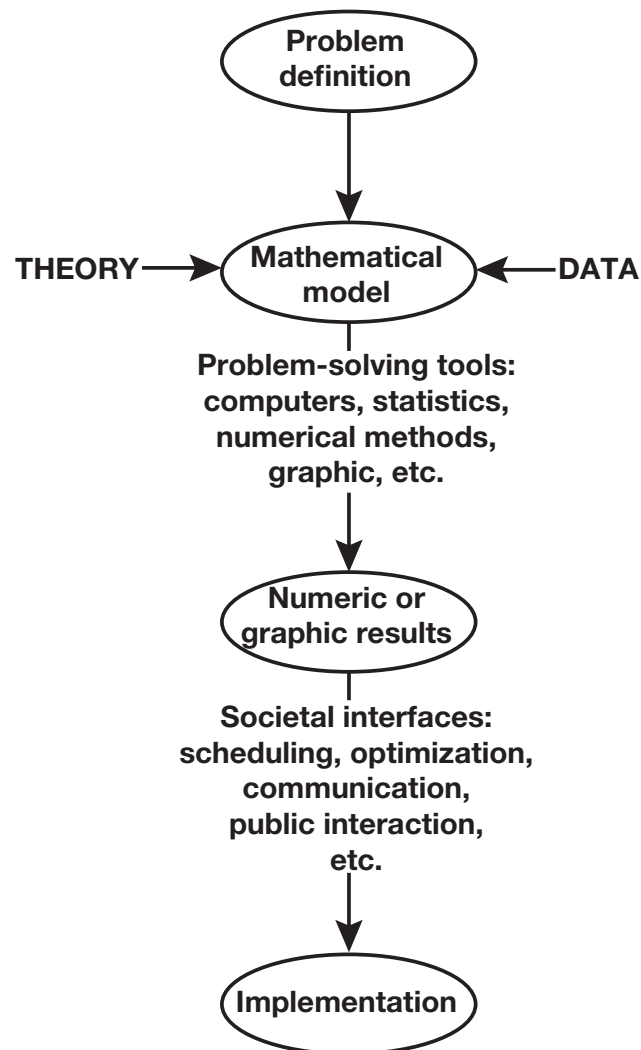 Problem
definition
THEORY
Mathematical
model
DATA
Problem-solving tools:
computers, statistics,
numerical methods,
graphic, etc.
Numeric or
graphic results
Societal interfaces:
scheduling, optimization,
communication,
public interaction,
etc.
Implementation